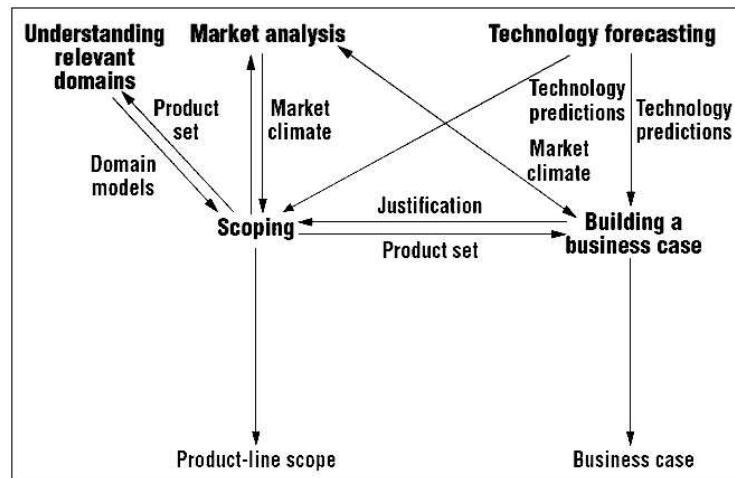 Understanding
relevant
domains
Market analysis
Technology forecasting
Product
set
Market
climate
Technology
predictions
Technology
predictions
Domain
models
Market
climate
Justification
Scoping
Building a
business case
Product set
Product-line scope
Business case